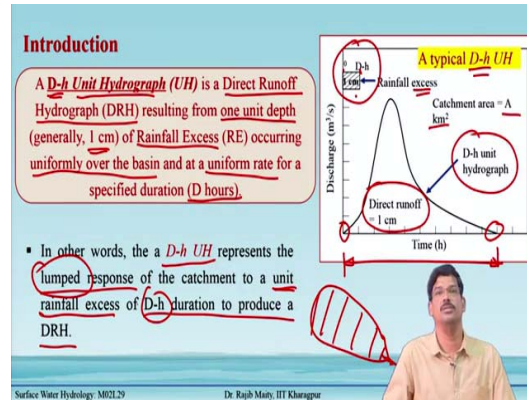 Introduction
A D-h Unit Hydrograph (UH) is a Direct Runoff
Hydrograph (DRH) resulting from one unit depth
(generally, 1 cm) of Rainfall Excess (RE) occurring
uniformly over the basin and at a uniform rate for a
specified duration (D hours).
▪ In other words, the a D-h UH represents the
lumped response of the catchment to a unit
rainfall excess of D-h duration to produce a
DRH.
A typical D-h UH
0 D-h
1 cm
Rainfall excess
Catchment area = A
km²
D-h unit
hydrograph
Direct runoff
= 1 cm
Discharge (m³/s)
Time (h)
Surface Water Hydrology: M02L29
Dr. Rajib Maity, IIT Kharagpur